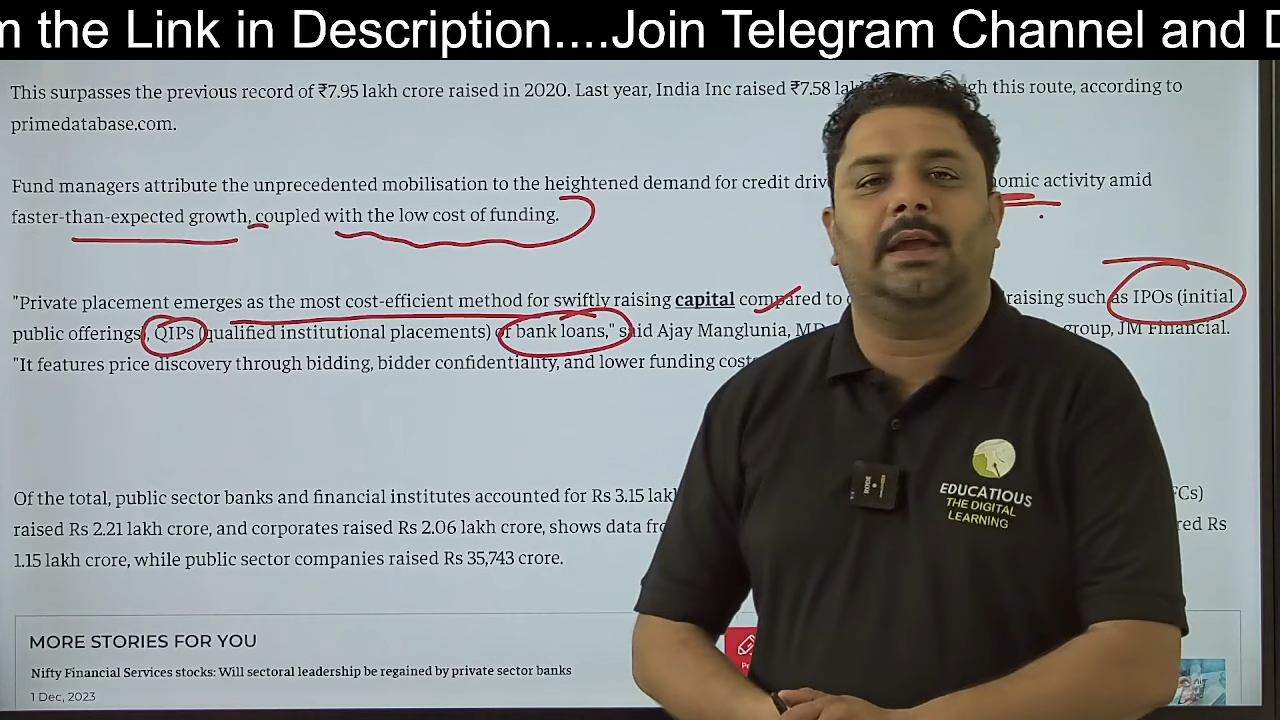 m the Link in Description....Join Telegram Channel and D
This surpasses the previous record of ₹7.95 lakh crore raised in 2020. Last year, India Inc raised ₹7.58 this route, according to
primedatabase.com.
Fund managers attribute the unprecedented mobilisation to the heightened demand for credit activity amid
faster-than-expected growth, coupled with the low cost of funding.
"Private placement emerges as the most cost-efficient method for swiftly raising capital compared to raising such as IPOs (initial
public offerings), QIPs (qualified institutional placements) or bank loans," said Ajay Manglunia, group, JM Financial.
"It features price discovery through bidding, bidder confidentiality, and lower funding
Of the total, public sector banks and financial institutes accounted for Rs 3.15
raised Rs 2.21 lakh crore, and corporates raised Rs 2.06 lakh crore, shows data Rs
1.15 lakh crore, while public sector companies raised Rs 35,743 crore.
MORE STORIES FOR YOU
Nifty Financial Services stocks: Will sectoral leadership be regained by private sector banks
1 Dec, 2023
RODE
EDUCATIOUS
THE DIGITAL
LEARNING